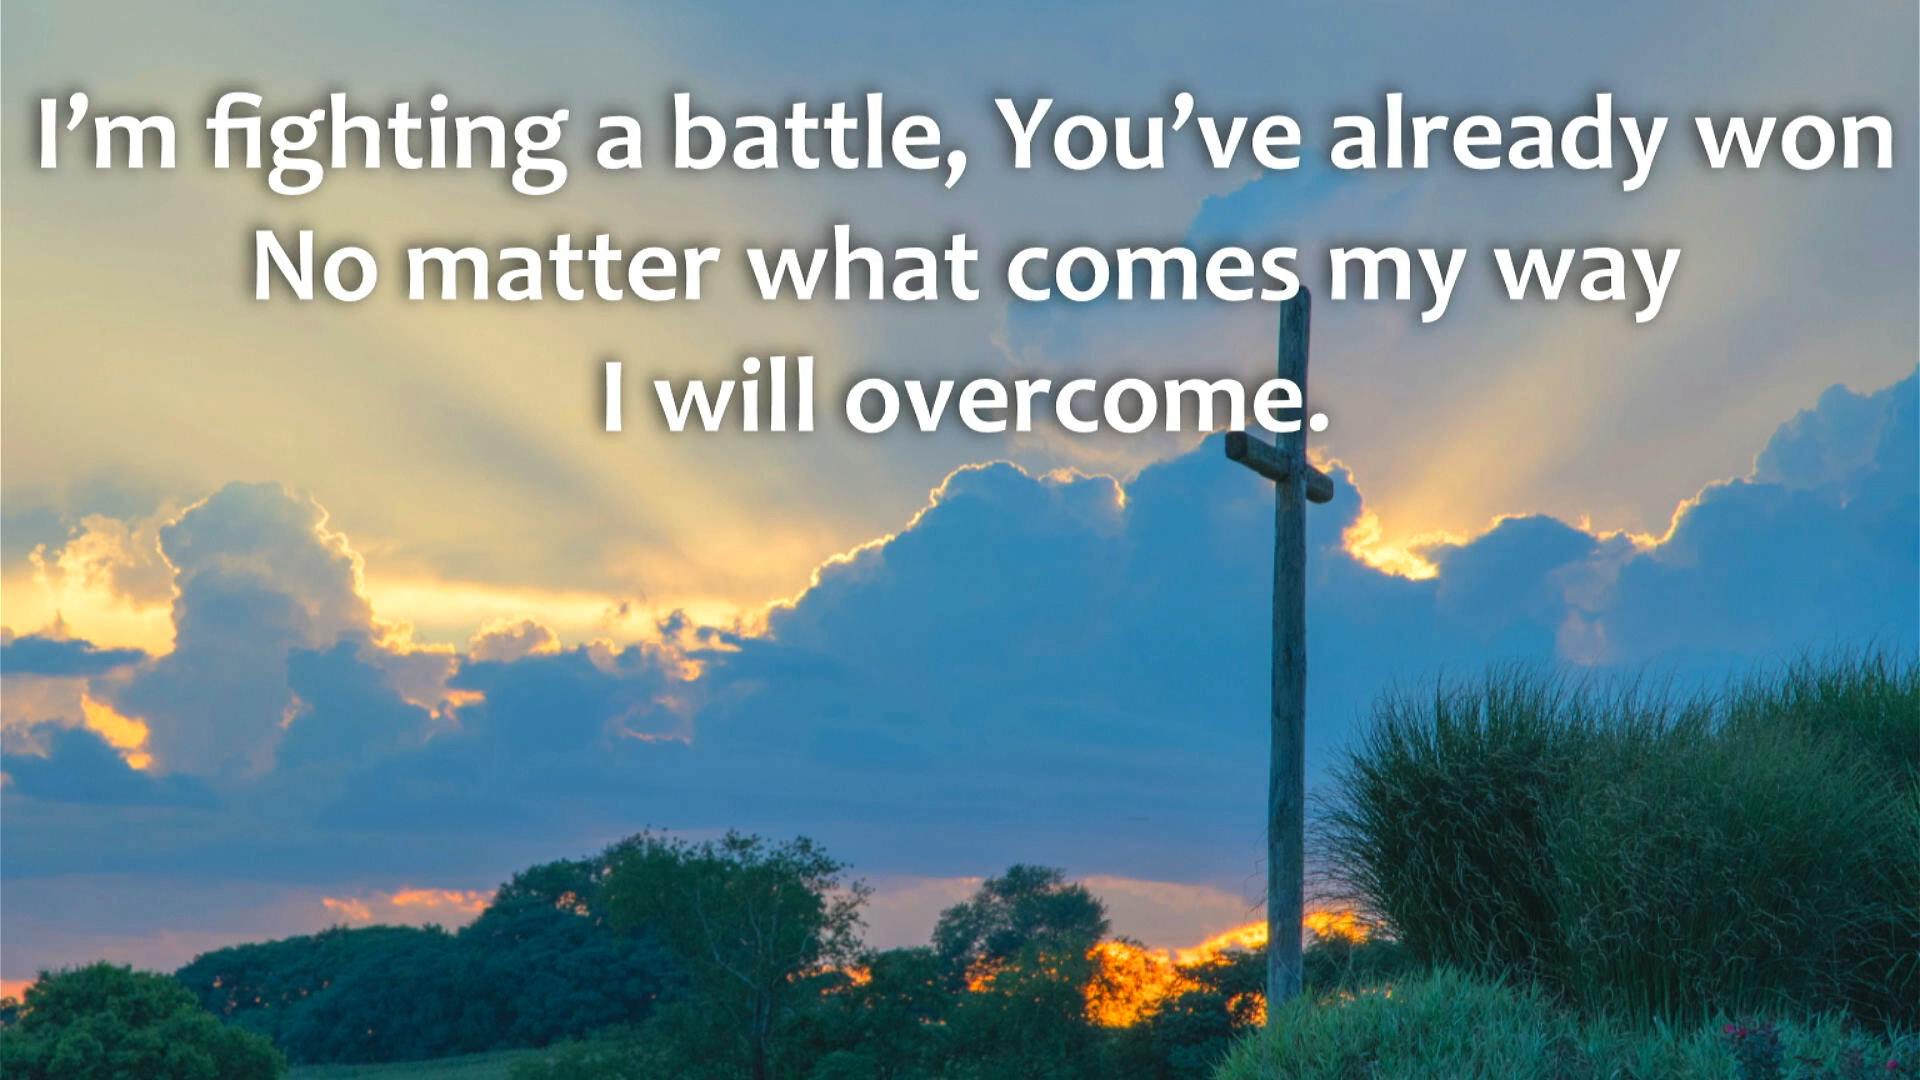 I’m fighting a battle, You’ve already won
No matter what comes my way
I will overcome.